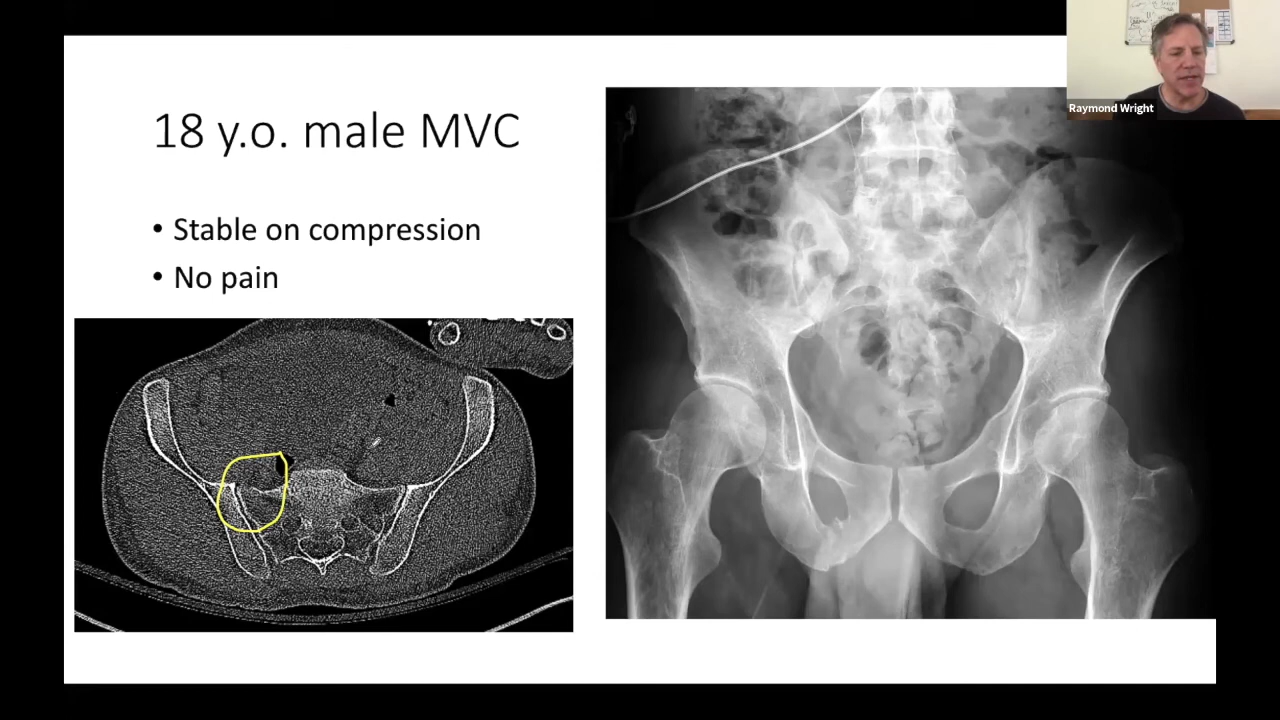 18 y.o. male MVC
• Stable on compression
• No pain
Raymond Wright